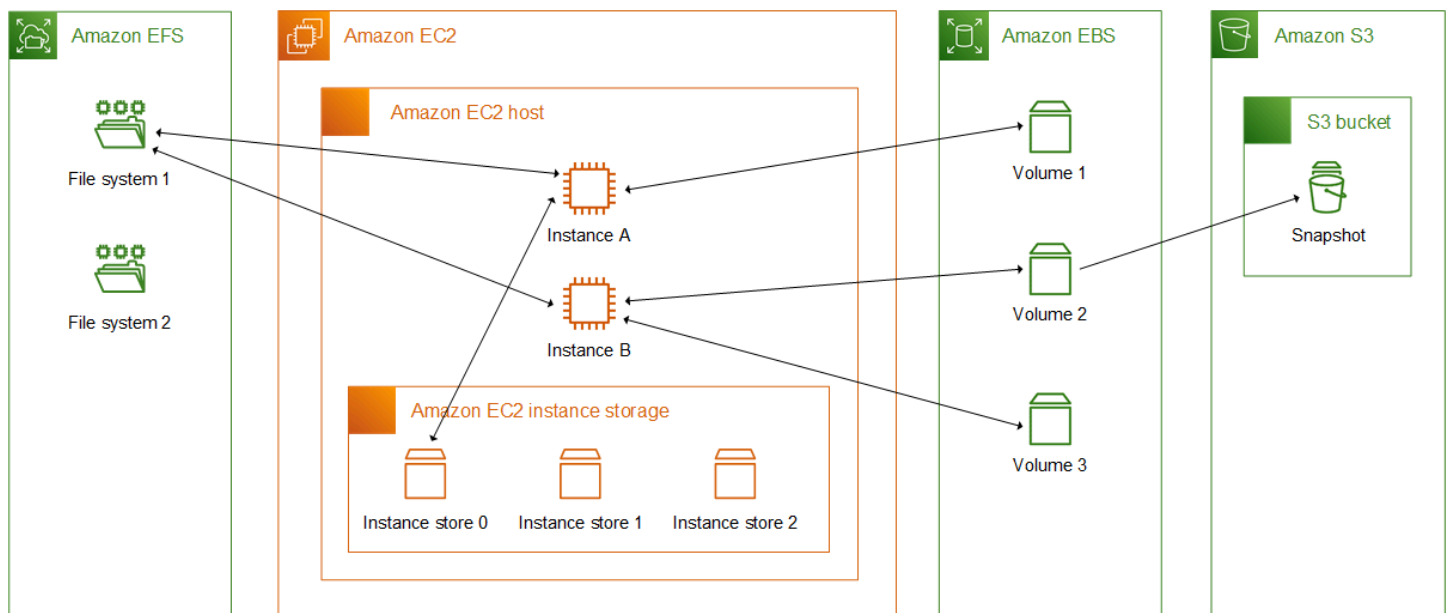 Amazon EFS
Amazon EC2
Amazon EBS
Amazon S3
Amazon EC2 host
S3 bucket
File system 1
Instance A
Volume 1
Snapshot
File system 2
Instance B
Volume 2
Amazon EC2 instance storage
Volume 3
Instance store 0
Instance store 1
Instance store 2